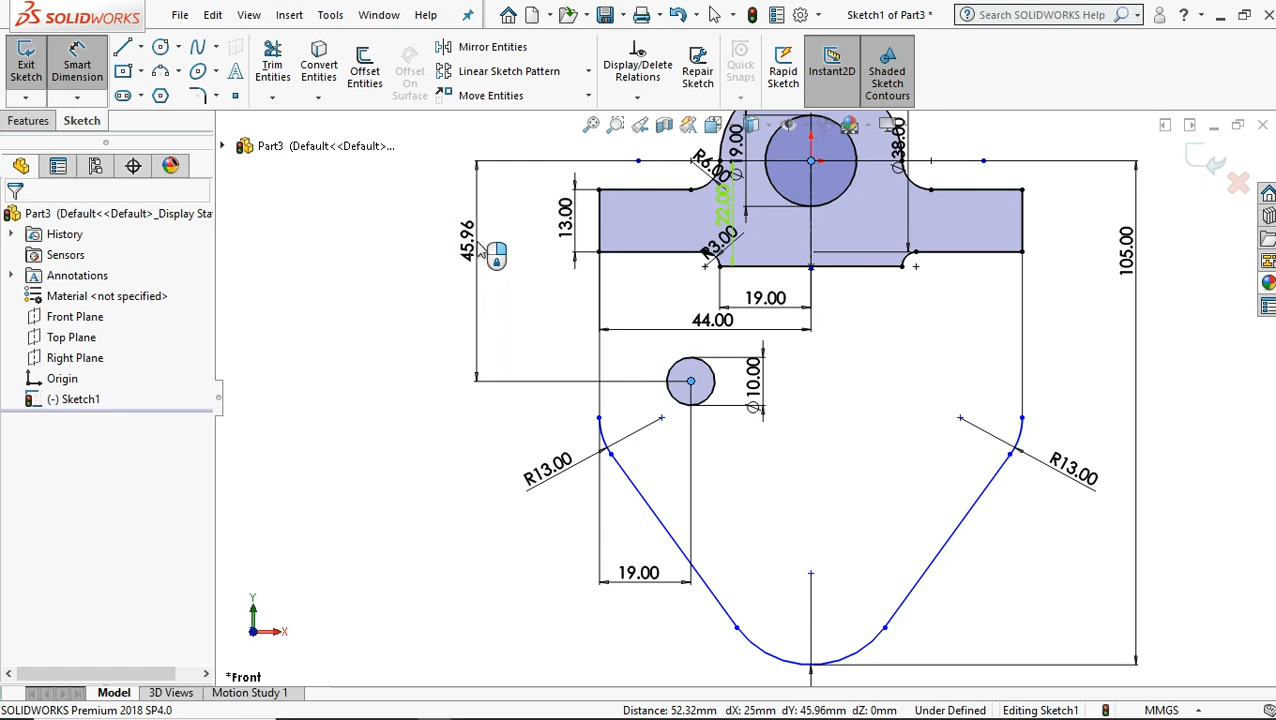 SOLIDWORKS
File Edit View Insert Tools Window Help
Sketch1 of Part3 *
Search SOLIDWORKS Help
?
Exit Sketch
Smart Dimension
Trim Entities
Convert Entities
Offset Entities
Offset On Surface
Mirror Entities
Linear Sketch Pattern
Move Entities
Display/Delete Relations
Repair Sketch
Quick Snaps
Rapid Sketch
Instant2D
Shaded Sketch Contours
Features Sketch
Part3 (Default<<Default>...
Part3 (Default<<Default>_Display Sta
History
Sensors
Annotations
Material <not specified>
Front Plane
Top Plane
Right Plane
Origin
(-) Sketch1
∅19.00
∅38.00
R6.00
22.00
R3.00
13.00
45.96
105.00
19.00
44.00
∅10.00
R13.00
R13.00
19.00
Y
X
*Front
Model 3D Views Motion Study 1
SOLIDWORKS Premium 2018 SP4.0
Distance: 52.32mm dX: 25mm dY: 45.96mm dZ: 0mm Under Defined Editing Sketch1 MMGS